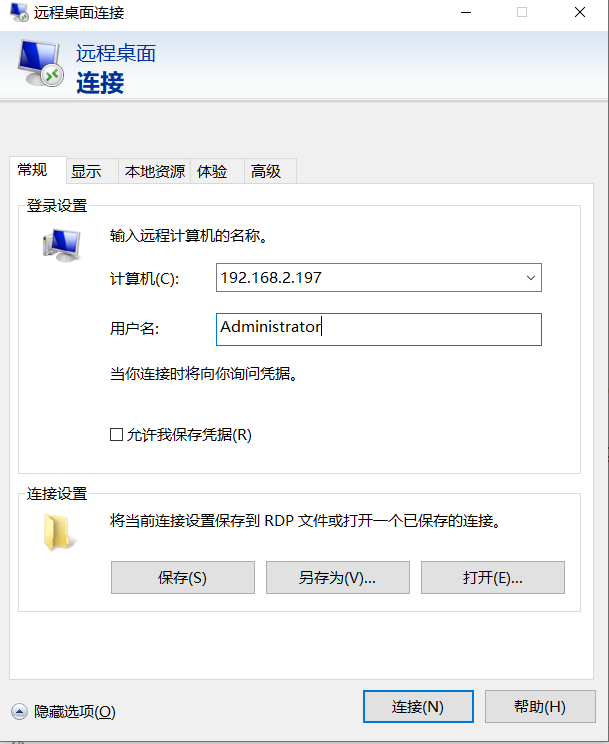 远程桌面连接
远程桌面
连接
常规 显示 本地资源 体验 高级
登录设置
输入远程计算机的名称。
计算机(C): 192.168.2.197
用户名: Administrator
当你连接时将向你询问凭据。
允许我保存凭据(R)
连接设置
将当前连接设置保存到 RDP 文件或打开一个已保存的连接。
保存(S) 另存为(V)... 打开(E)...
隐藏选项(O) 连接(N) 帮助(H)